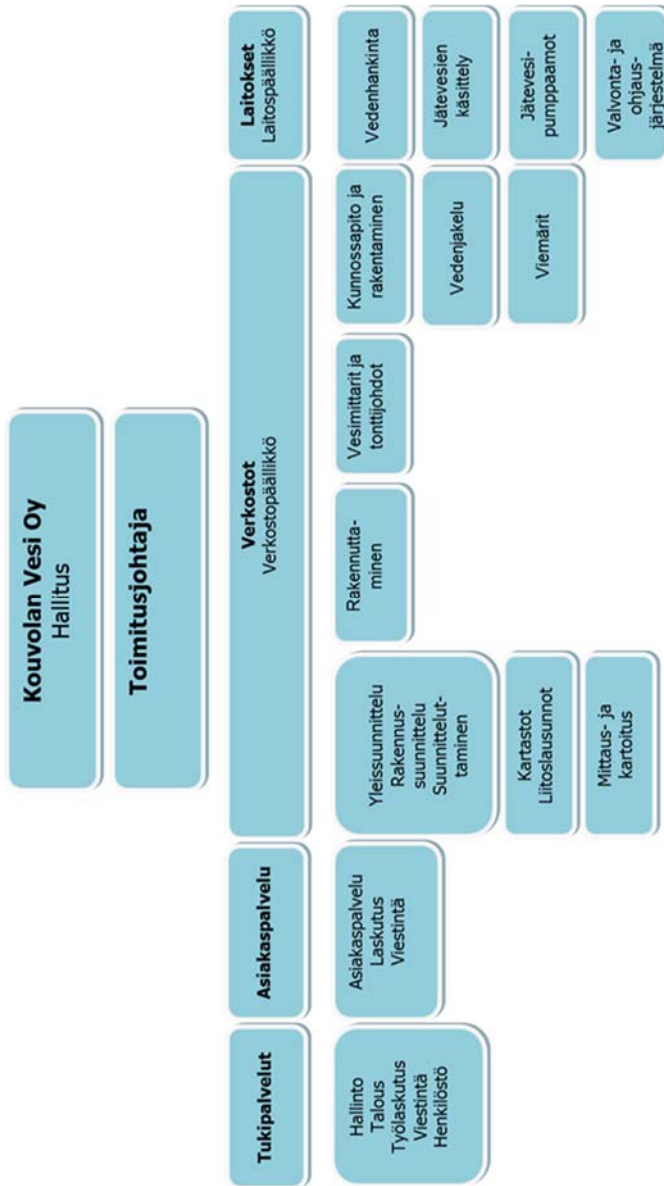 Kouvolan Vesi Oy
Hallitus
Toimitusjohtaja
Tukipalvelut
Asiakaspalvelu
Verkostot
Verkostopäällikkö
Laitokset
Laitospäällikkö
Hallinto
Talous
Työlaskutus
Viestintä
Henkilöstö
Asiakaspalvelu
Laskutus
Viestintä
Yleissuunnittelu
Rakennus-
suunnittelu
Suunnittelut-
taminen
Kartastot
Liitoslausunnot
Mittaus- ja
kartoitus
Rakennutta-
minen
Vesimittarit ja
tonttijohdot
Kunnossapito ja
rakentaminen
Vedenjakelu
Viemärit
Vedenhankinta
Jätevesien
käsittely
Jätevesi-
pumppaamot
Valvonta- ja
ohjaus-
järjestelmä